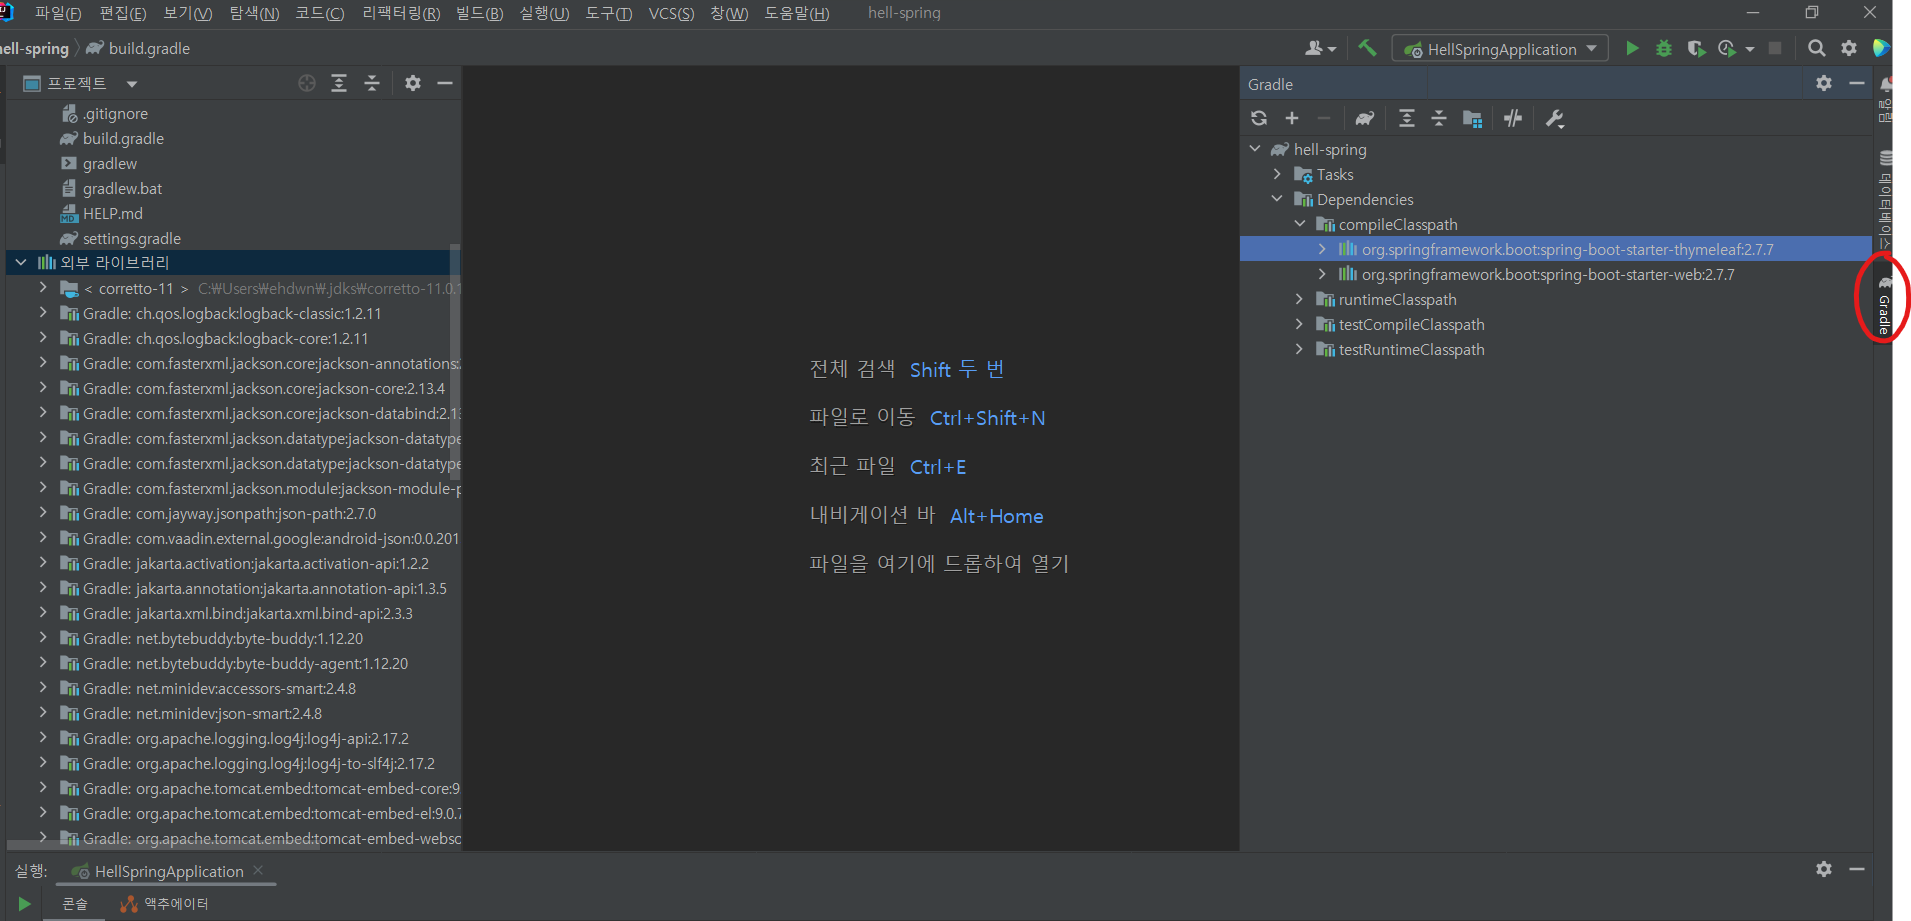 파일(F) 편집(E) 보기(V) 탐색(N) 코드(C) 리팩터링(R) 빌드(B) 실행(U) 도구(T) VCS(S) 창(W) 도움말(H) hell-spring
hell-spring build.gradle HellSpringApplication
프로젝트
.gitignore
build.gradle
gradlew
gradlew.bat
HELP.md
settings.gradle
외부 라이브러리
< corretto-11 > C:₩Users₩ehdwn₩.jdks₩corretto-11.0.1
Gradle: ch.qos.logback:logback-classic:1.2.11
Gradle: ch.qos.logback:logback-core:1.2.11
Gradle: com.fasterxml.jackson.core:jackson-annotations:
Gradle: com.fasterxml.jackson.core:jackson-core:2.13.4
Gradle: com.fasterxml.jackson.core:jackson-databind:2.13
Gradle: com.fasterxml.jackson.datatype:jackson-datatype
Gradle: com.fasterxml.jackson.datatype:jackson-datatype
Gradle: com.fasterxml.jackson.module:jackson-module-p
Gradle: com.jayway.jsonpath:json-path:2.7.0
Gradle: com.vaadin.external.google:android-json:0.0.201
Gradle: jakarta.activation:jakarta.activation-api:1.2.2
Gradle: jakarta.annotation:jakarta.annotation-api:1.3.5
Gradle: jakarta.xml.bind:jakarta.xml.bind-api:2.3.3
Gradle: net.bytebuddy:byte-buddy:1.12.20
Gradle: net.bytebuddy:byte-buddy-agent:1.12.20
Gradle: net.minidev:accessors-smart:2.4.8
Gradle: net.minidev:json-smart:2.4.8
Gradle: org.apache.logging.log4j:log4j-api:2.17.2
Gradle: org.apache.logging.log4j:log4j-to-slf4j:2.17.2
Gradle: org.apache.tomcat.embed:tomcat-embed-core:9
Gradle: org.apache.tomcat.embed:tomcat-embed-el:9.0.7
Gradle: org.apache.tomcat.embed:tomcat-embed-websc
전체 검색 Shift 두 번
파일로 이동 Ctrl+Shift+N
최근 파일 Ctrl+E
내비게이션 바 Alt+Home
파일을 여기에 드롭하여 열기
Gradle
hell-spring
Tasks
Dependencies
compileClasspath
org.springframework.boot:spring-boot-starter-thymeleaf:2.7.7
org.springframework.boot:spring-boot-starter-web:2.7.7
runtimeClasspath
testCompileClasspath
testRuntimeClasspath
알림
데이터베이스
Gradle
실행: HellSpringApplication
콘솔 액추에이터